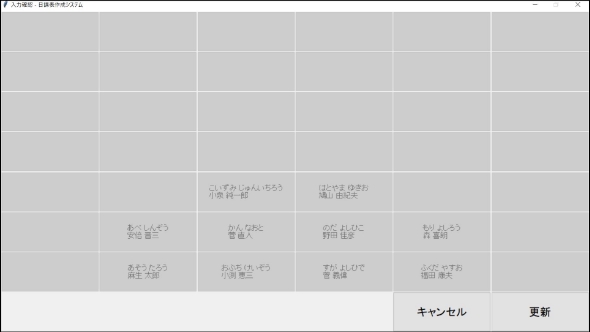 入力確認 - 日課表作成システム
こいずみ じゅんいちろう
小泉 純一郎
はとやま ゆきお
鳩山 由紀夫
あべ しんぞう
安倍 晋三
かん なおと
菅 直人
のだ よしひこ
野田 佳彦
もり よしろう
森 喜朗
あそう たろう
麻生 太郎
おぶち けいぞう
小渕 恵三
すが よしひで
菅 義偉
ふくだ やすお
福田 康夫
キャンセル
更新